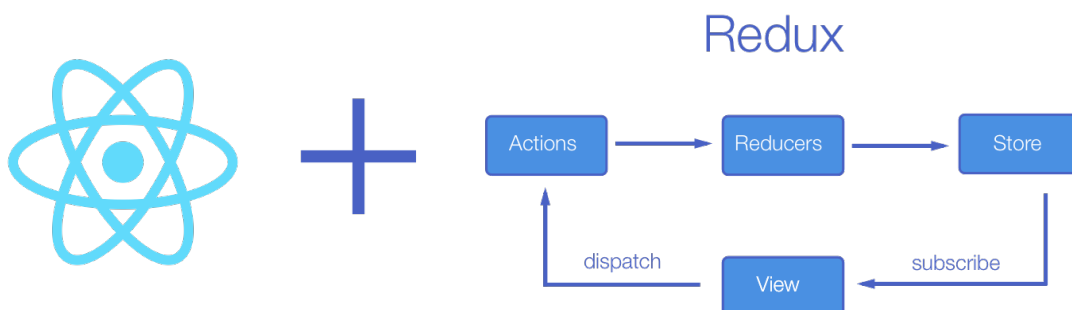 Redux
Actions
Reducers
Store
dispatch
subscribe
View